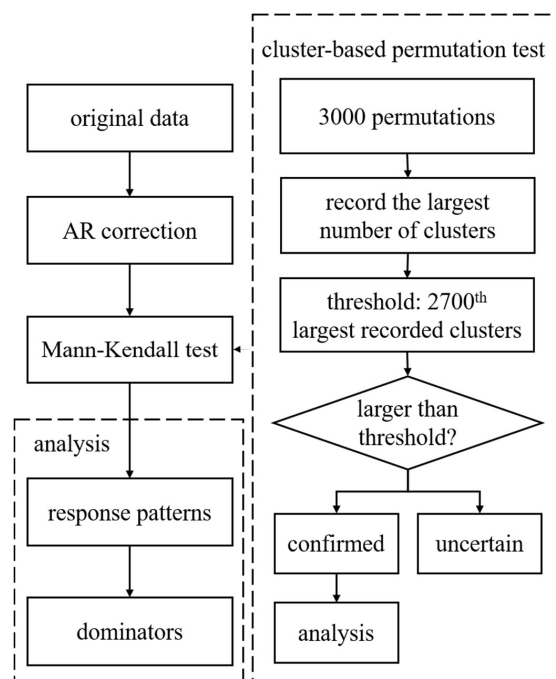 original data
AR correction
Mann-Kendall test
analysis
response patterns
dominators
cluster-based permutation test
3000 permutations
record the largest
number of clusters
threshold: 2700th
largest recorded clusters
larger than
threshold?
confirmed
uncertain
analysis